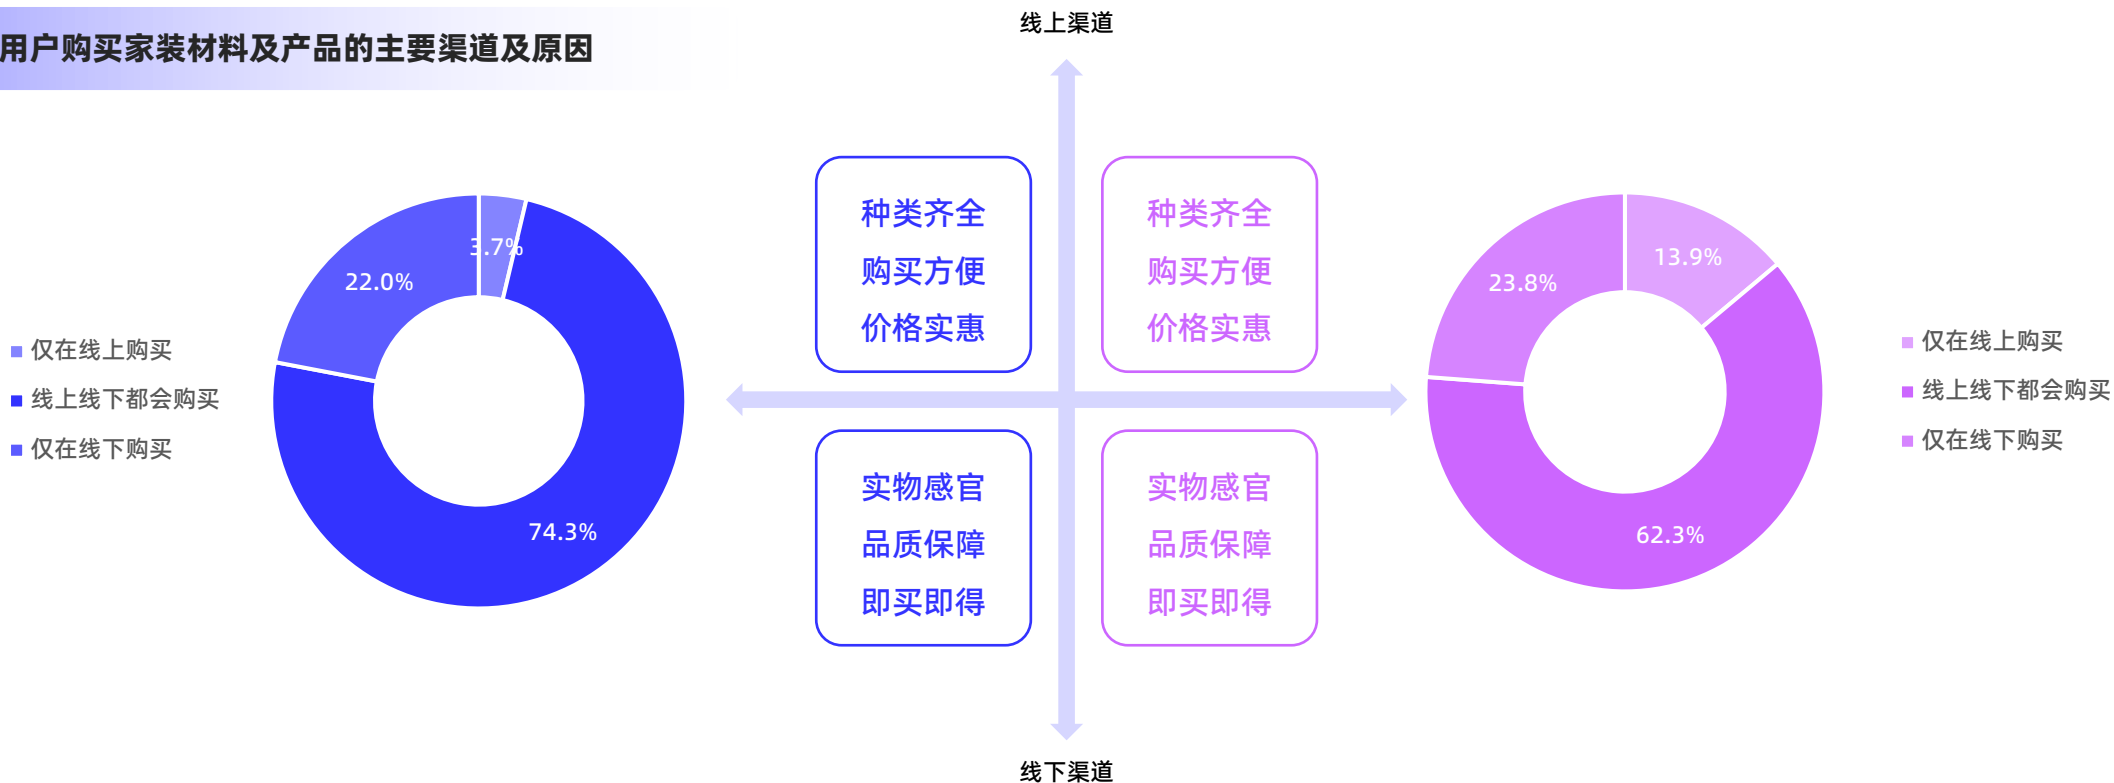 用户购买家装材料及产品的主要渠道及原因
线上渠道
3.7%
22.0%
74.3%
仅在线上购买
线上线下都会购买
仅在线下购买
种类齐全
购买方便
价格实惠
种类齐全
购买方便
价格实惠
实物感官
品质保障
即买即得
实物感官
品质保障
即买即得
13.9%
23.8%
62.3%
仅在线上购买
线上线下都会购买
仅在线下购买
线下渠道